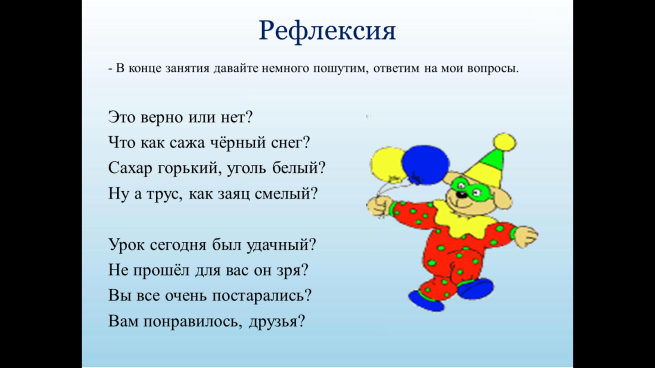 Рефлексия
- В конце занятия давайте немного пошутим, ответим на мои вопросы.
Это верно или нет?
Что как сажа чёрный снег?
Сахар горький, уголь белый?
Ну а трус, как заяц смелый?
Урок сегодня был удачный?
Не прошёл для вас он зря?
Вы все очень постарались?
Вам понравилось, друзья?